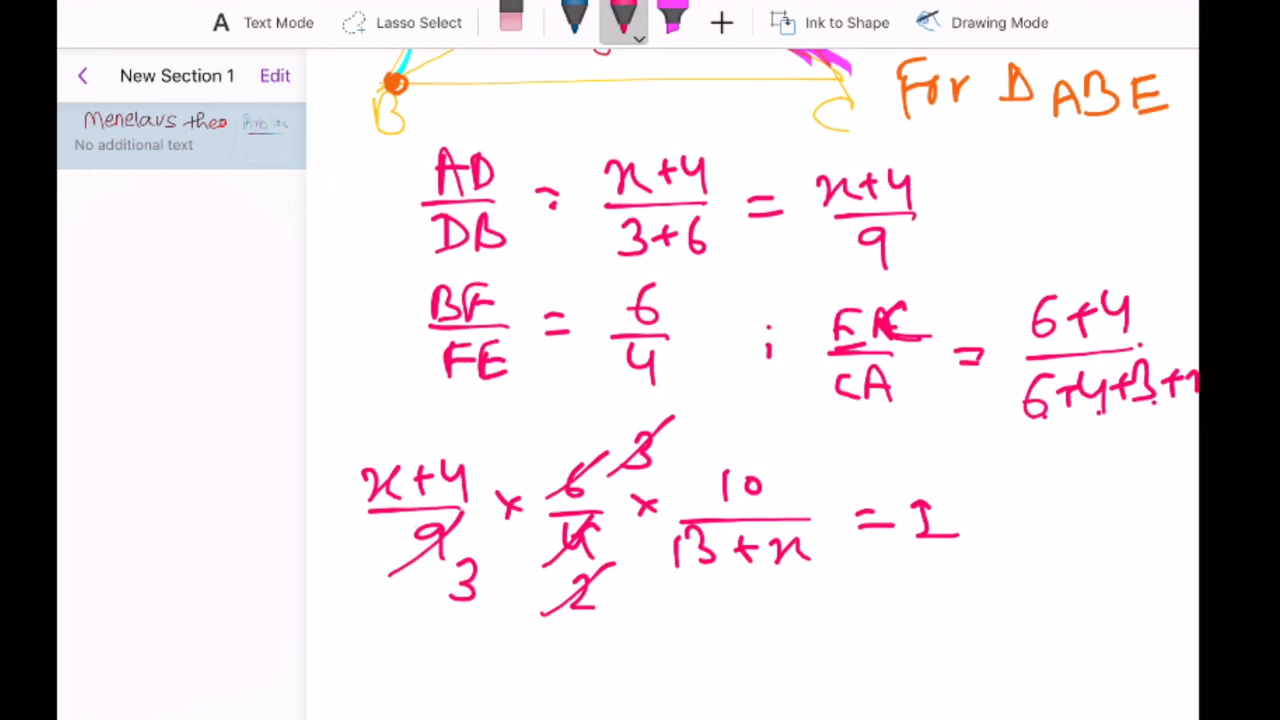 Text Mode
Lasso Select
Ink to Shape
Drawing Mode
New Section 1
Edit
Menelaus theo
No additional text
B
C
For Δ ABE
AD/DB = x+4/3+6 = x+4/9
BF/FE = 6/4 ; EC/CA = 6+4/6+4+3+x
x+4/9 3 × 6 3/4 2 × 10/13+x = 1